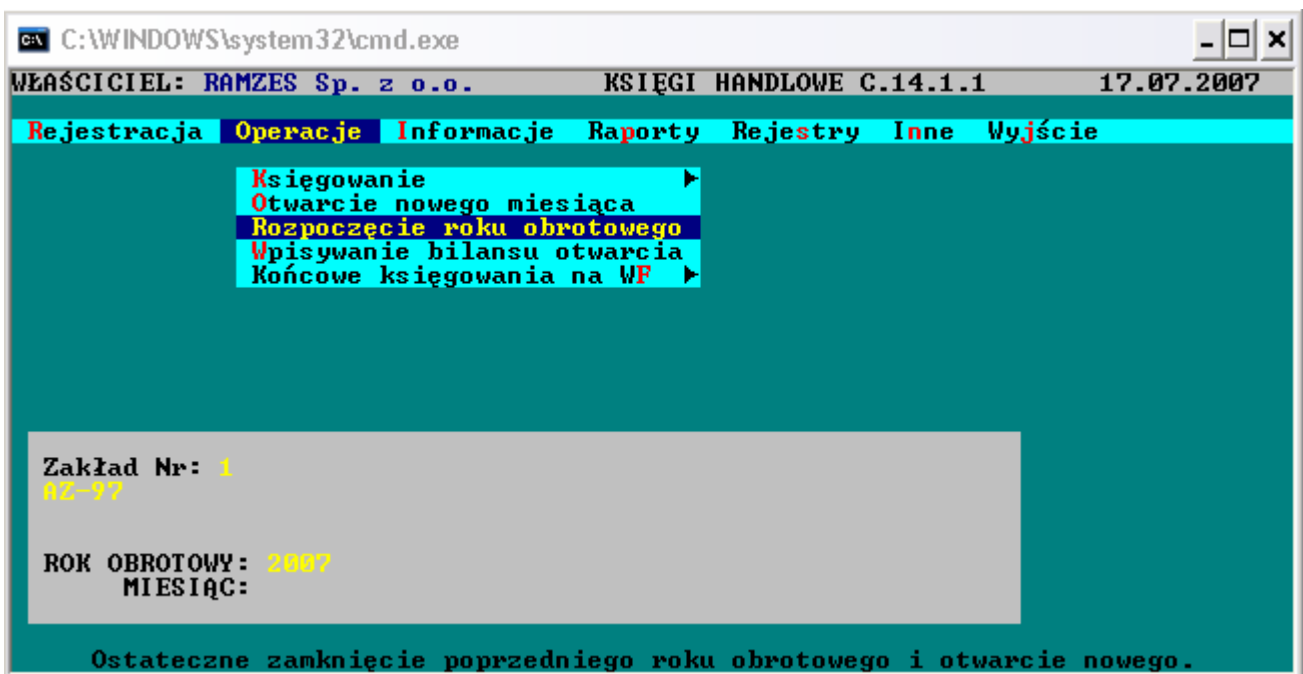 C:\WINDOWS\system32\cmd.exe
WŁAŚCICIEL: RAMZES Sp. z o.o. KSIĘGI HANDLOWE C.14.1.1 17.07.2007
Rejestracja Operacje Informacje Raporty Rejestry Inne Wyjście
Księgowanie
Otwarcie nowego miesiąca
Rozpoczęcie roku obrotowego
Wpisywanie bilansu otwarcia
Końcowe księgowania na WF
Zakład Nr: 1
AZ-97
ROK OBROTOWY: 2007
MIESIĄC:
Ostateczne zamknięcie poprzedniego roku obrotowego i otwarcie nowego.